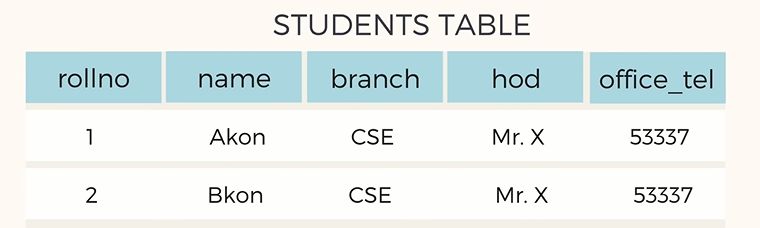 STUDENTS TABLE
rollno name branch hod office_tel
1 Akon CSE Mr. X 53337
2 Bkon CSE Mr. X 53337